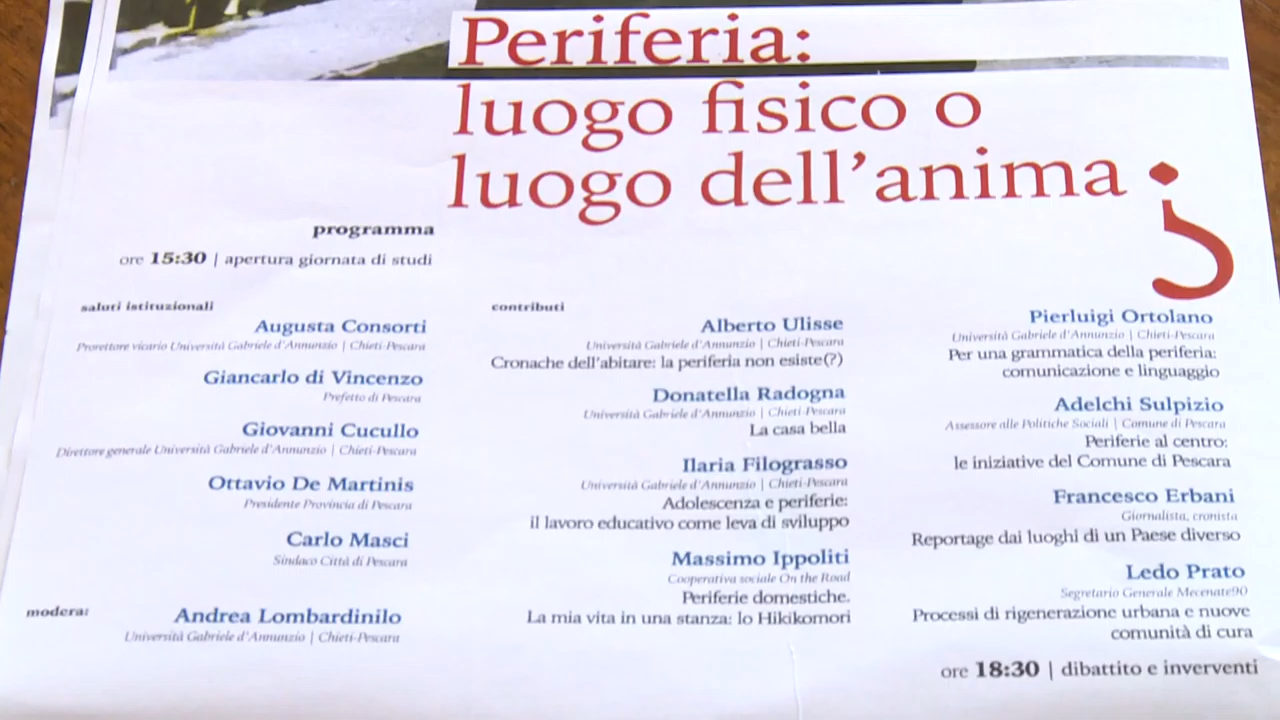 Periferia:
luogo fisico o
luogo dell'anima ?
programma
ore 15:30 | apertura giornata di studi
saluti istituzionali
Augusta Consorti
Prorettore vicario Università Gabriele d'Annunzio | Chieti-Pescara
Giancarlo di Vincenzo
Prefetto di Pescara
Giovanni Cucullo
Direttore generale Università Gabriele d'Annunzio | Chieti-Pescara
Ottavio De Martinis
Presidente Provincia di Pescara
Carlo Masci
Sindaco Città di Pescara
modera:
Andrea Lombardinilo
Università Gabriele d'Annunzio | Chieti-Pescara
contributi
Alberto Ulisse
Università Gabriele d'Annunzio | Chieti-Pescara
Cronache dell'abitare: la periferia non esiste(?)
Donatella Radogna
Università Gabriele d'Annunzio | Chieti-Pescara
La casa bella
Ilaria Filograsso
Università Gabriele d'Annunzio | Chieti-Pescara
Adolescenza e periferie:
il lavoro educativo come leva di sviluppo
Massimo Ippoliti
Cooperativa sociale On the Road
Periferie domestiche.
La mia vita in una stanza: lo Hikikomori
Pierluigi Ortolano
Università Gabriele d'Annunzio | Chieti-Pescara
Per una grammatica della periferia:
comunicazione e linguaggio
Adelchi Sulpizio
Assessore alle Politiche Sociali | Comune di Pescara
Periferie al centro:
le iniziative del Comune di Pescara
Francesco Erbani
Giornalista, cronista
Reportage dai luoghi di un Paese diverso
Ledo Prato
Segretario Generale Mecenate90
Processi di rigenerazione urbana e nuove
comunità di cura
ore 18:30 | dibattito e inverventi